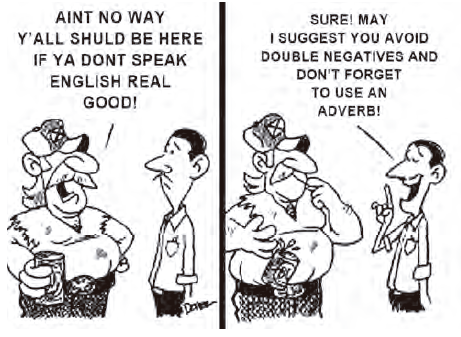 AINT NO WAY
Y'ALL SHULD BE HERE
IF YA DONT SPEAK
ENGLISH REAL
GOOD!
SURE! MAY
I SUGGEST YOU AVOID
DOUBLE NEGATIVES AND
DON'T FORGET
TO USE AN
ADVERB!